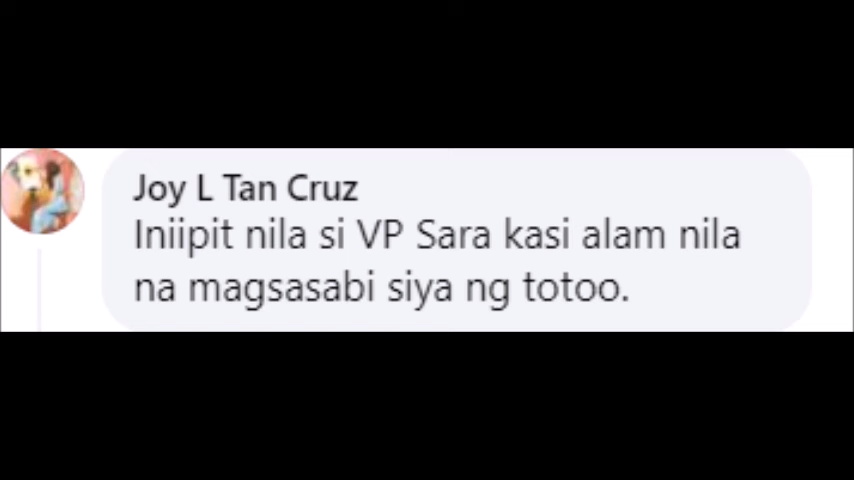 Joy L Tan Cruz
Iniipit nila si VP Sara kasi alam nila
na magsasabi siya ng totoo.